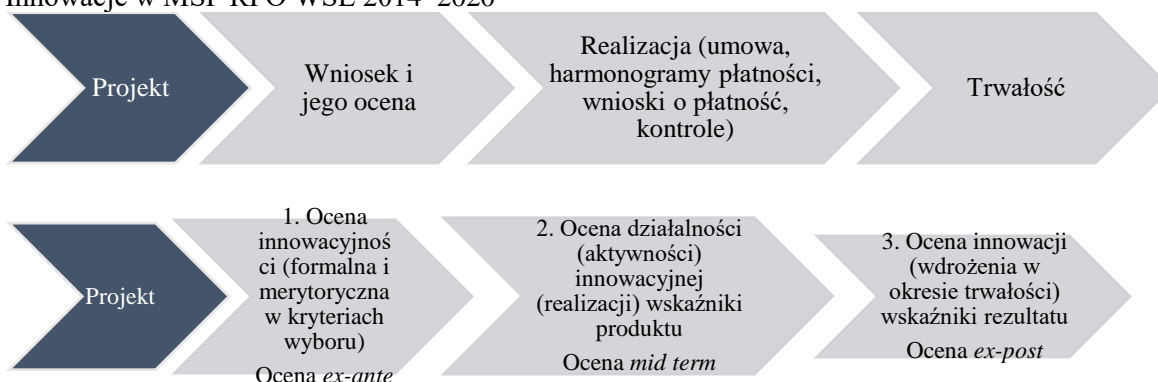 Innowacje w MŚP RPO WSL 2014–2020
Projekt
Wniosek i
jego ocena
Realizacja (umowa,
harmonogramy płatności,
wnioski o płatność,
kontrole)
Trwałość
Projekt
1. Ocena
innowacyjnoś
ci (formalna i
merytoryczna
w kryteriach
wyboru)
Ocena ex-ante
2. Ocena działalności
(aktywności)
innowacyjnej
(realizacji) wskaźniki
produktu
Ocena mid term
3. Ocena innowacji
(wdrożenia w
okresie trwałości)
wskaźniki rezultatu
Ocena ex-post